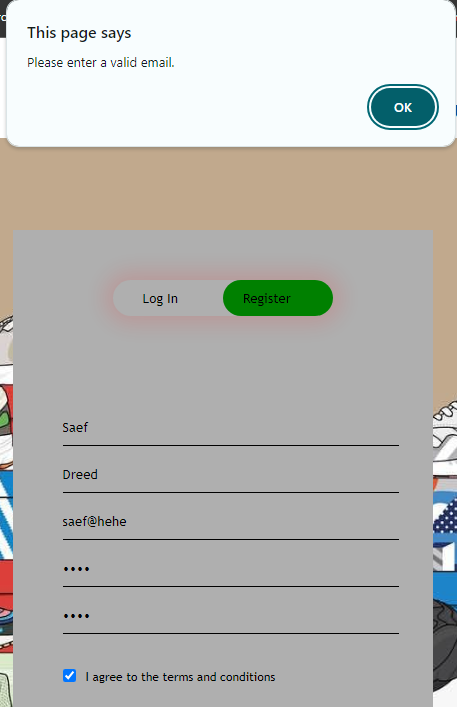 This page says
Please enter a valid email.
OK
Log In Register
Saef
Dreed
saef@hehe
••••
••••
I agree to the terms and conditions